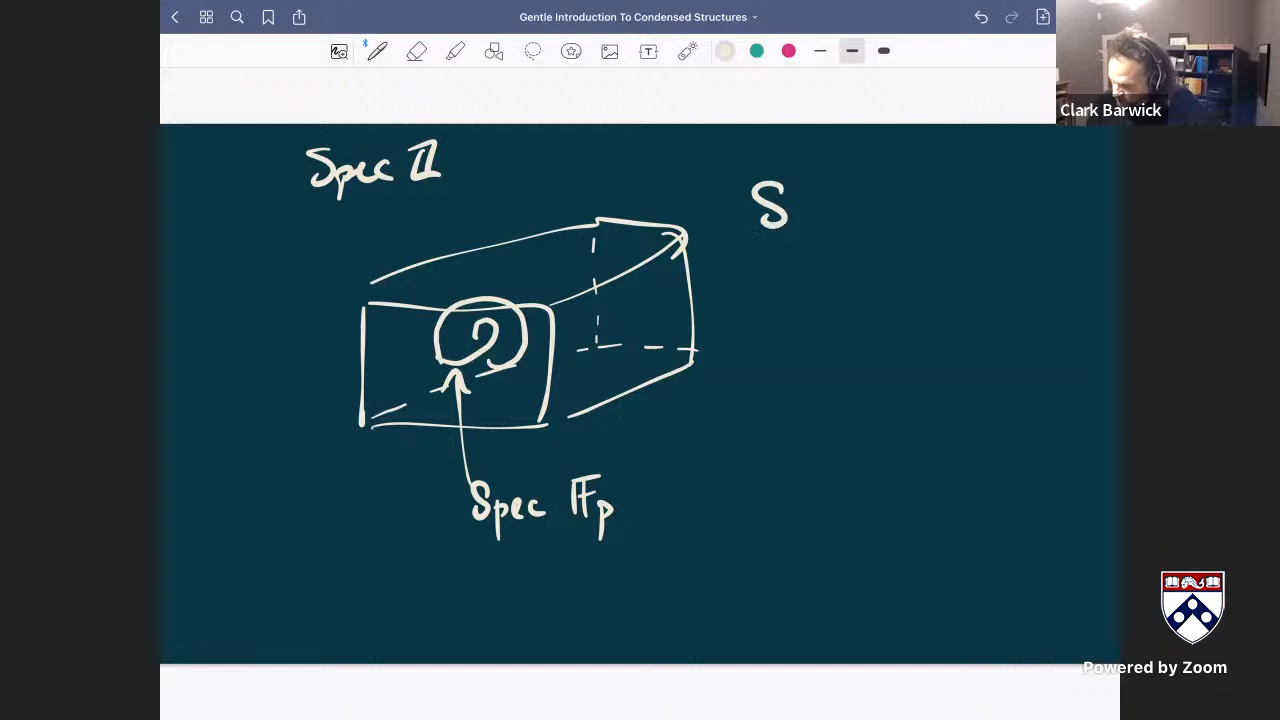 Gentle Introduction To Condensed Structures
Clark Barwick
Spec ℤ
S
Spec 𝔽p
Powered by Zoom